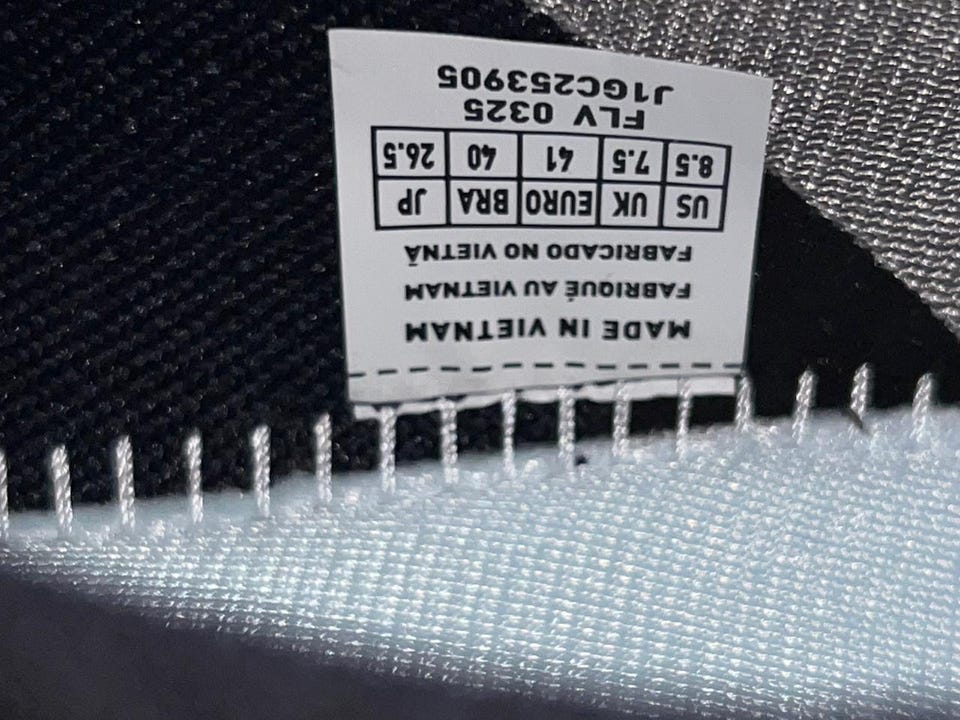 MADE IN VIETNAM
FABRIQUÉ AU VIETNAM
FABRICADO NO VIETNÃ
US UK EURO BRA JP
8.5 7.5 41 40 26.5
FLV 0325
J1GC253905